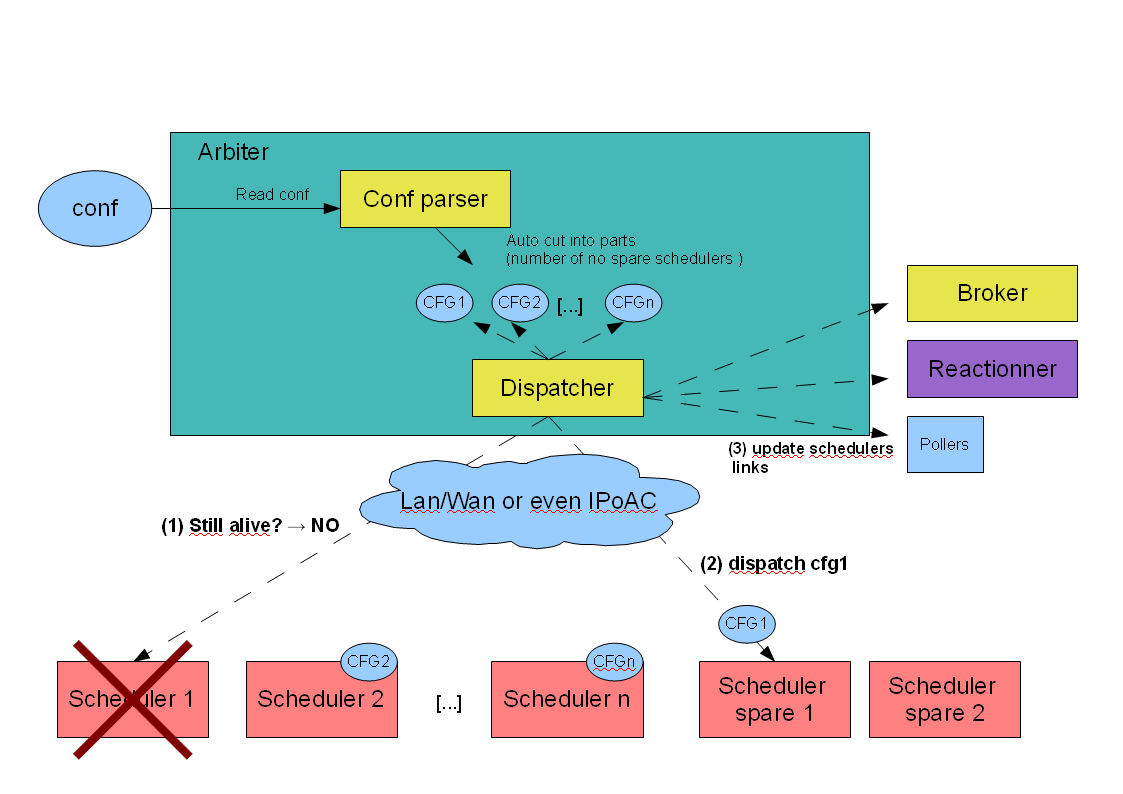 Arbiter
conf
Read conf
Conf parser
Auto cut into parts
(number of no spare schedulers )
CFG1
CFG2
[...]
CFGn
Broker
Dispatcher
Reactionner
Pollers
(3) update schedulers
links
Lan/Wan or even IPoAC
(1) Still alive? → NO
(2) dispatch cfg1
CFG1
CFG2
CFGn
Scheduler 1
Scheduler 2
[...]
Scheduler n
Scheduler
spare 1
Scheduler
spare 2